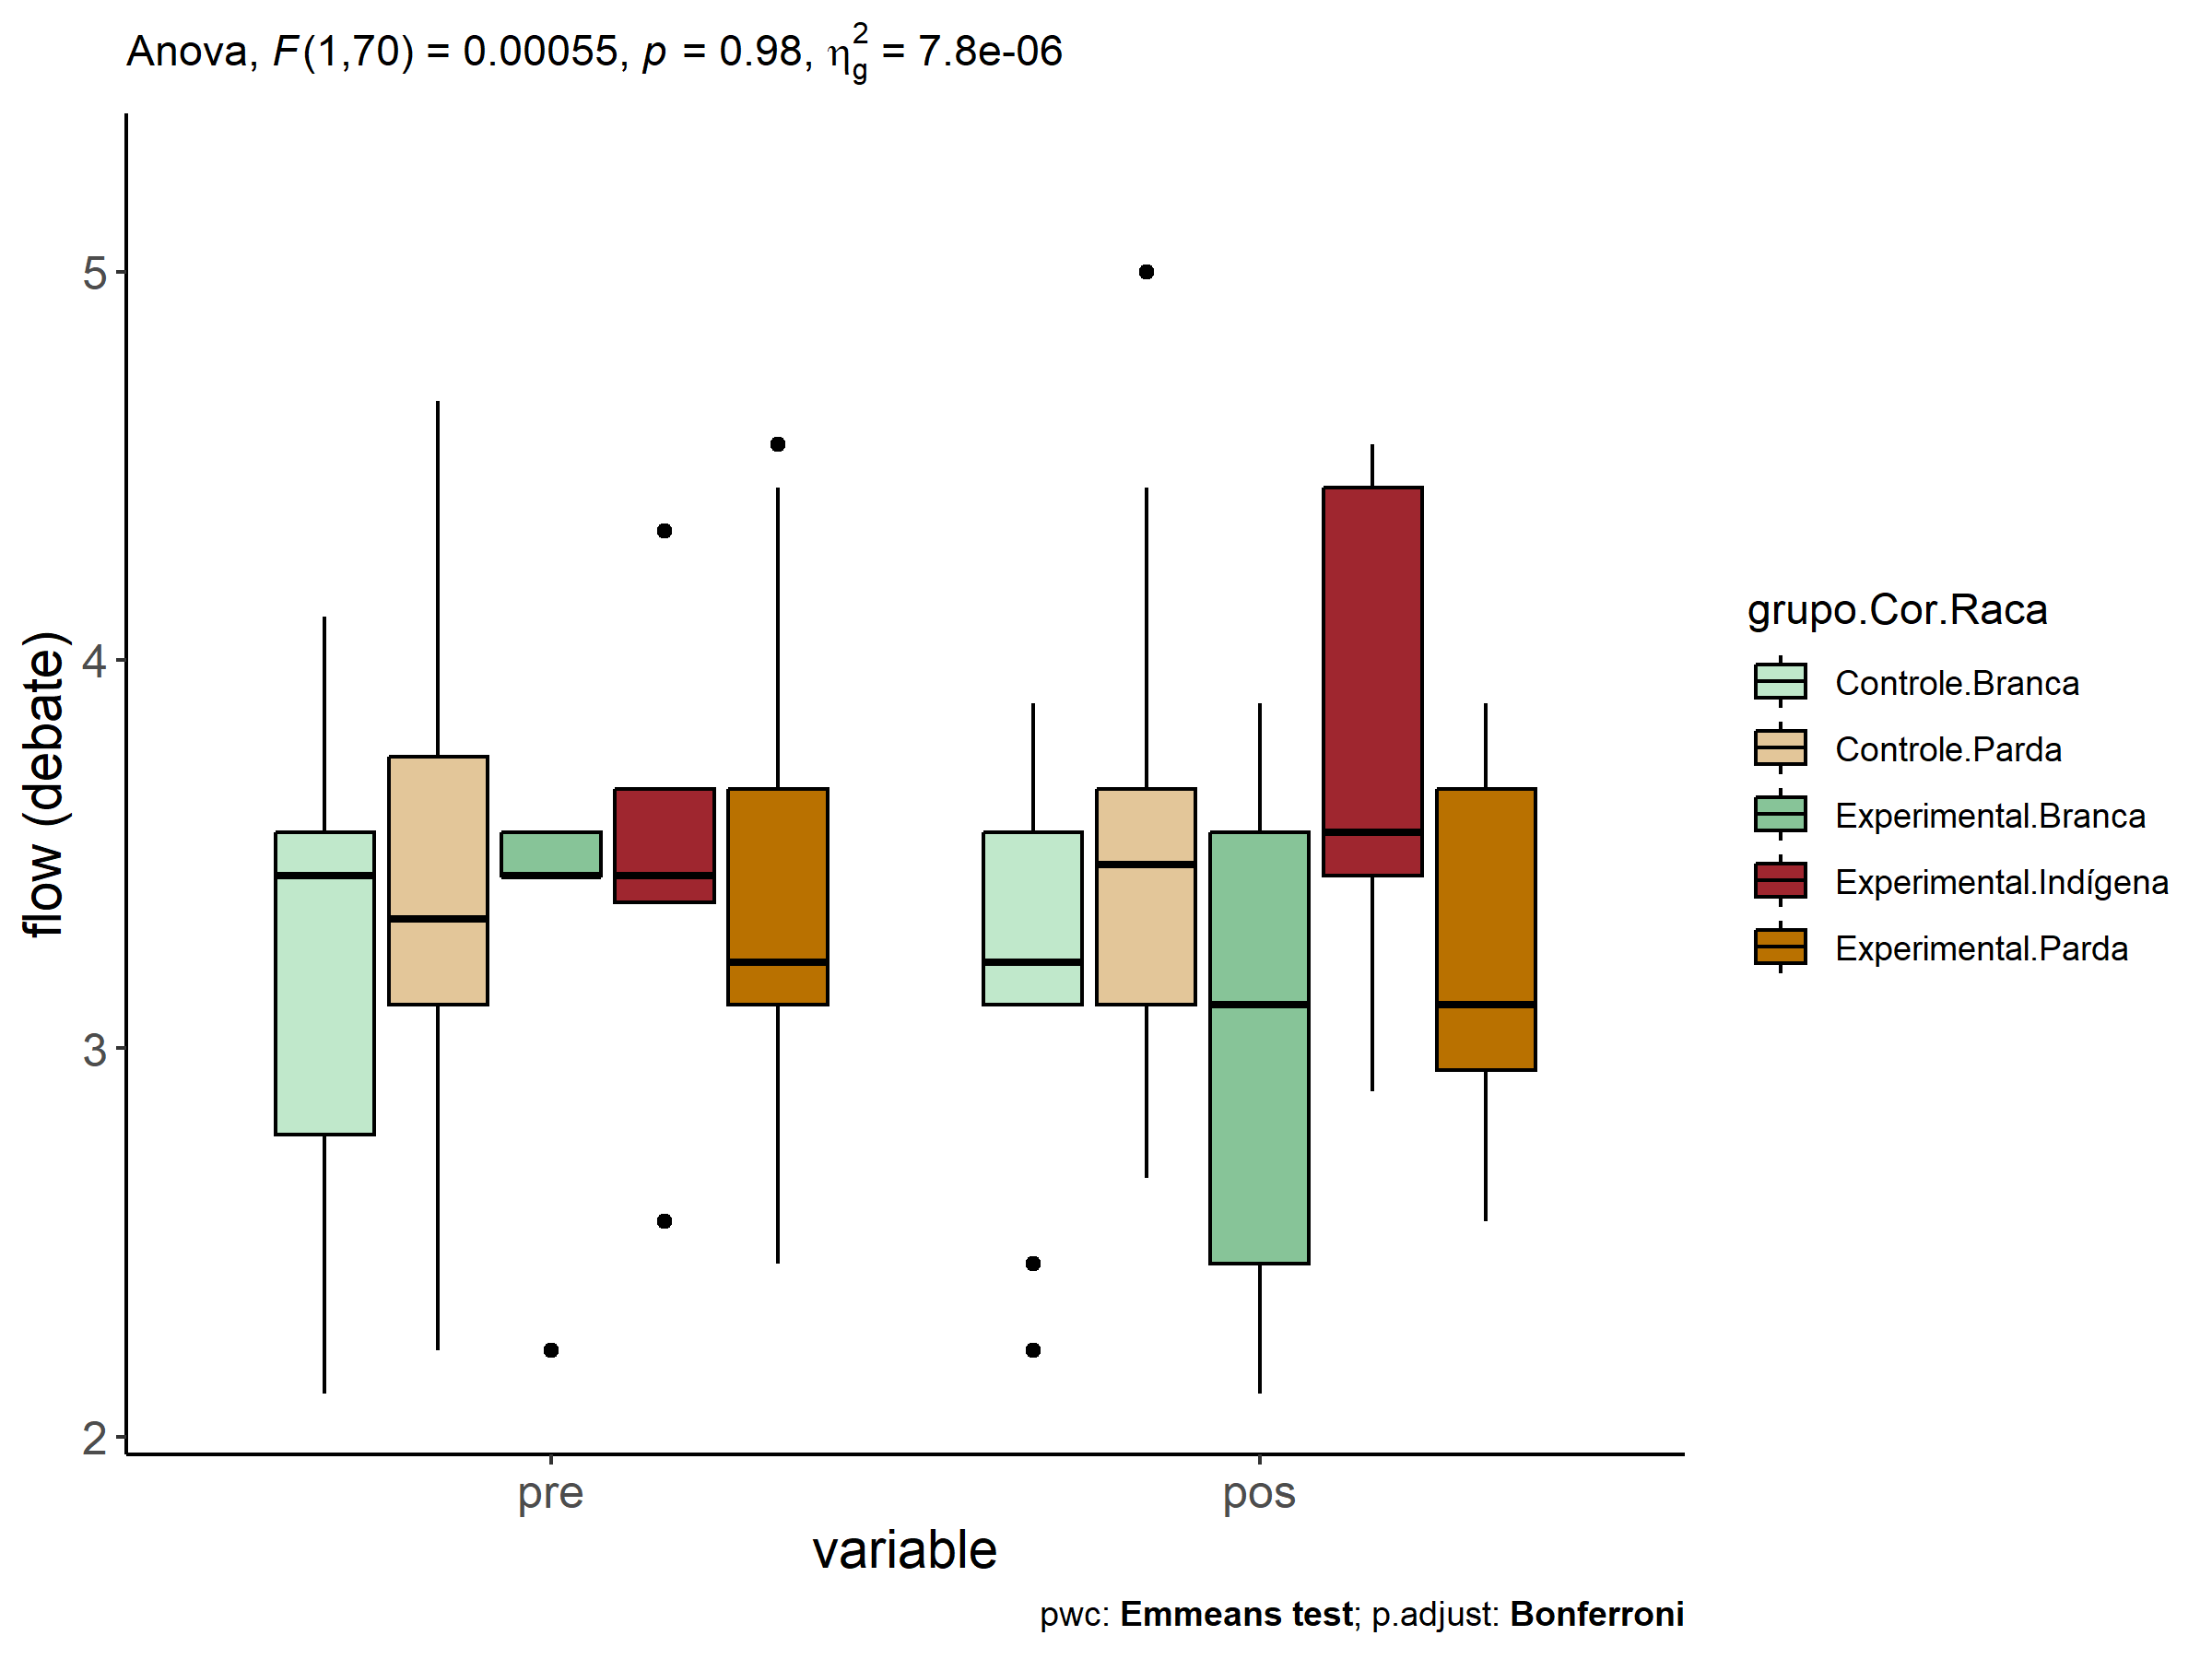 Anova, F(1,70) = 0.00055, p = 0.98, η²g = 7.8e-06
flow (debate)
5
4
3
2
pre
pos
variable
grupo.Cor.Raca
Controle.Branca
Controle.Parda
Experimental.Branca
Experimental.Indígena
Experimental.Parda
pwc: Emmeans test; p.adjust: Bonferroni